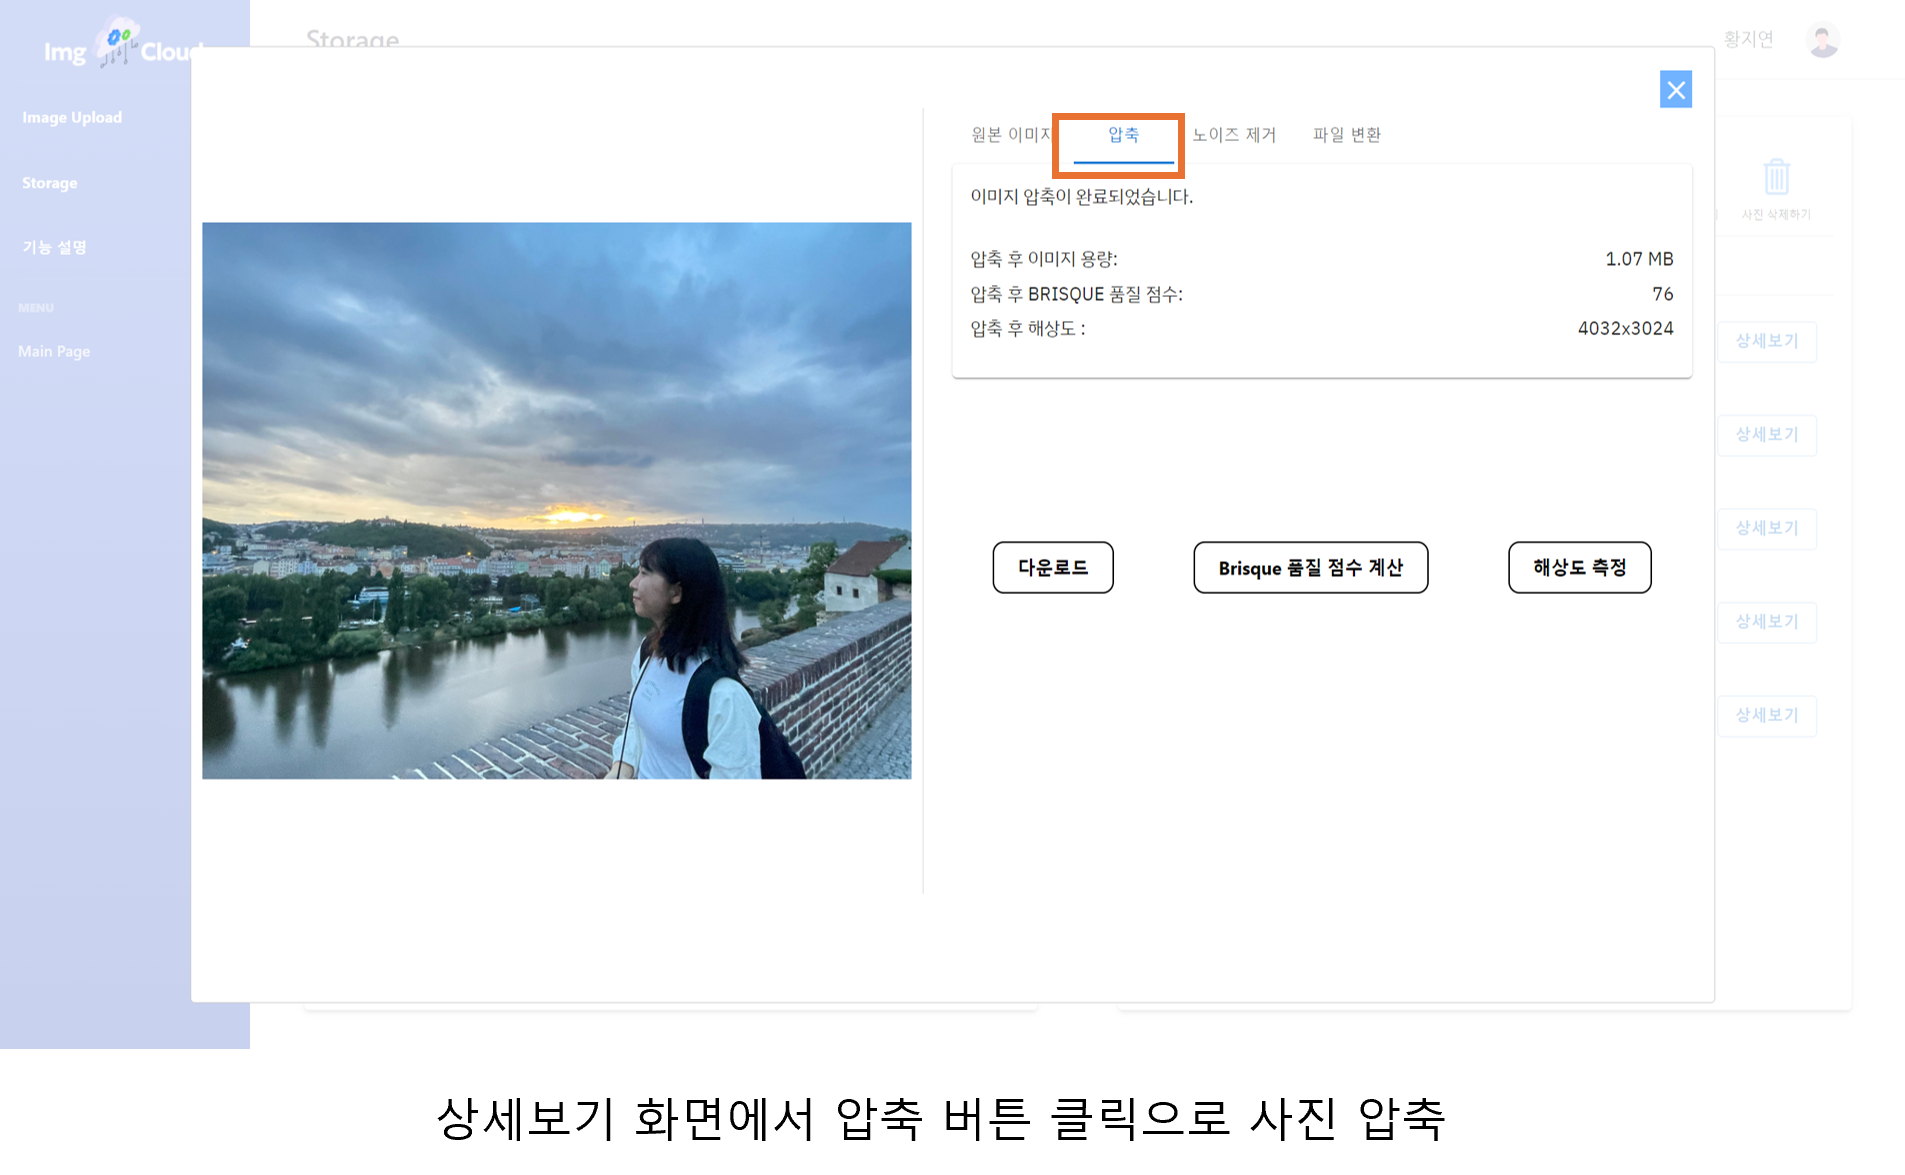 Img Cloud
Storage
황지연
Image Upload
Storage
기능 설명
MENU
Main Page
원본 이미지
압축
노이즈 제거
파일 변환
이미지 압축이 완료되었습니다.
압축 후 이미지 용량: 1.07 MB
압축 후 BRISQUE 품질 점수: 76
압축 후 해상도 : 4032x3024
다운로드
Brisque 품질 점수 계산
해상도 측정
사진 삭제하기
상세보기
상세보기
상세보기
상세보기
상세보기
상세보기 화면에서 압축 버튼 클릭으로 사진 압축